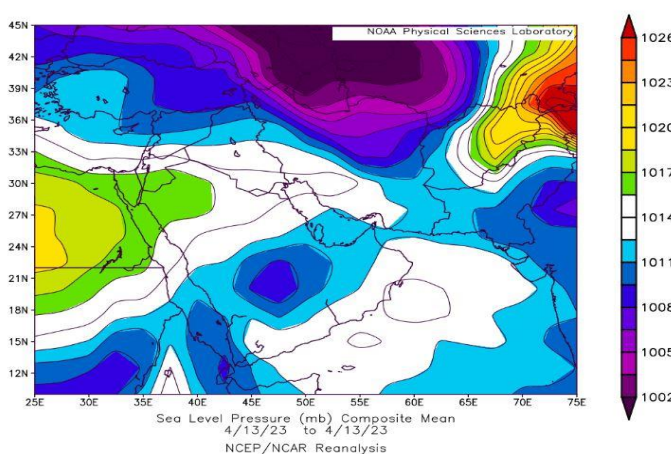 NOAA Physical Sciences Laboratory
45N
42N
39N
36N
33N
30N
27N
24N
21N
18N
15N
12N
25E 30E 35E 40E 45E 50E 55E 60E 65E 70E 75E
1026
1023
1020
1017
1014
1011
1008
1005
1002
Sea Level Pressure (mb) Composite Mean
4/13/23 to 4/13/23
NCEP/NCAR Reanalysis